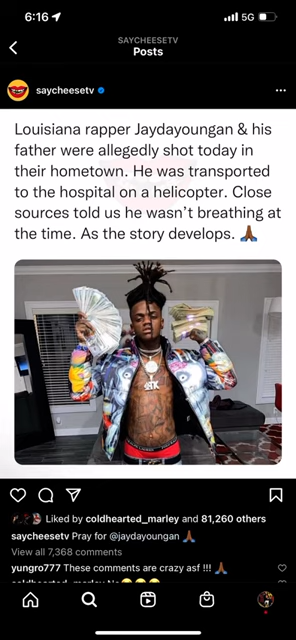 6:16
5G
SAYCHEESETV
Posts
saycheesetv
Louisiana rapper Jaydayoungan & his
father were allegedly shot today in
their hometown. He was transported
to the hospital on a helicopter. Close
sources told us he wasn't breathing at
the time. As the story develops. 🙏🏾
Liked by coldhearted_marley and 81,260 others
saycheesetv Pray for @jaydayoungan 🙏🏾
View all 7,368 comments
yungro777 These comments are crazy asf !!! 🙏🏾
coldhearted_marley